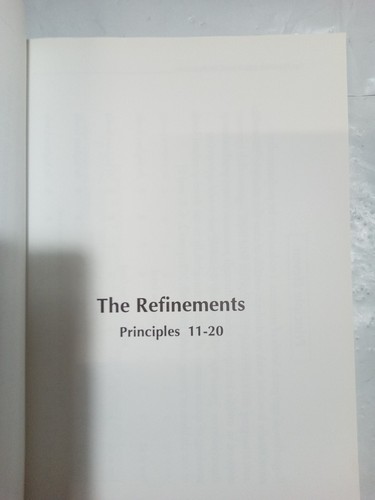 The Refinements
Principles 11-20